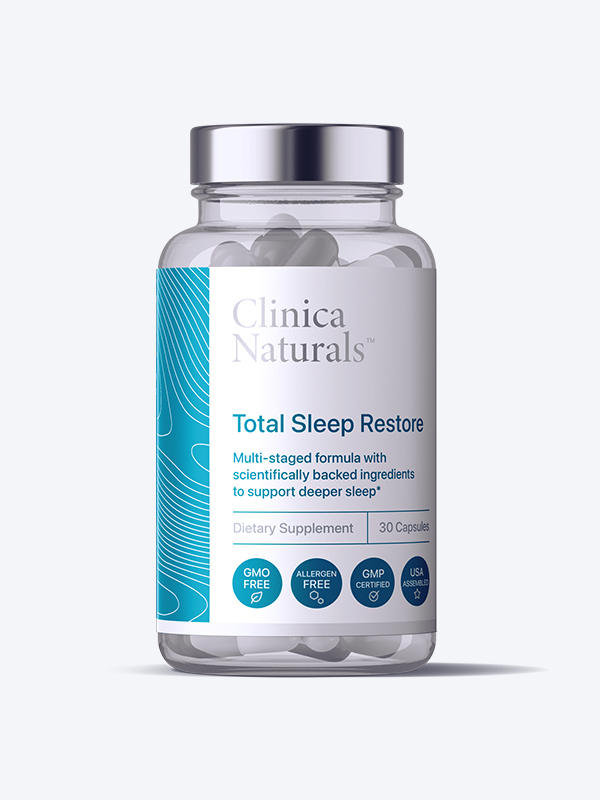 Clinica
Naturals™
Total Sleep Restore
Multi-staged formula with
scientifically backed ingredients
to support deeper sleep*
Dietary Supplement
30 Capsules
GMO
FREE
ALLERGEN
FREE
GMP
CERTIFIED
USA
ASSEMBLED